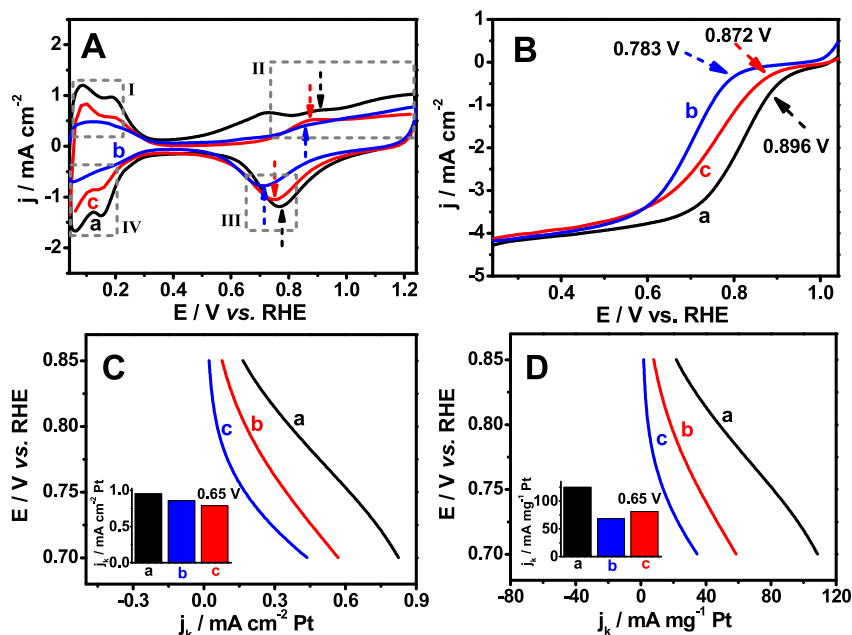 A
I
II
III
IV
b
c
a
2
1
0
-1
-2
j / mA cm-2
0.2
0.4
0.6
0.8
1.0
1.2
E / V vs. RHE
B
0.783 V
0.872 V
0.896 V
b
c
a
1
0
-1
-2
-3
-4
-5
j / mA cm-2
0.4
0.6
0.8
1.0
E / V vs. RHE
C
c
b
a
0.85
0.80
0.75
0.70
E / V vs. RHE
-0.3
0.0
0.3
0.6
0.9
jk / mA cm-2 Pt
1.0
0.5
0.0
jk / mA cm-2 Pt
0.65 V
a
b
c
D
c
b
a
0.85
0.80
0.75
0.70
E / V vs. RHE
-80
-40
0
40
80
120
jk / mA mg-1 Pt
100
50
0
jk / mA mg-1 Pt
0.65 V
a
b
c